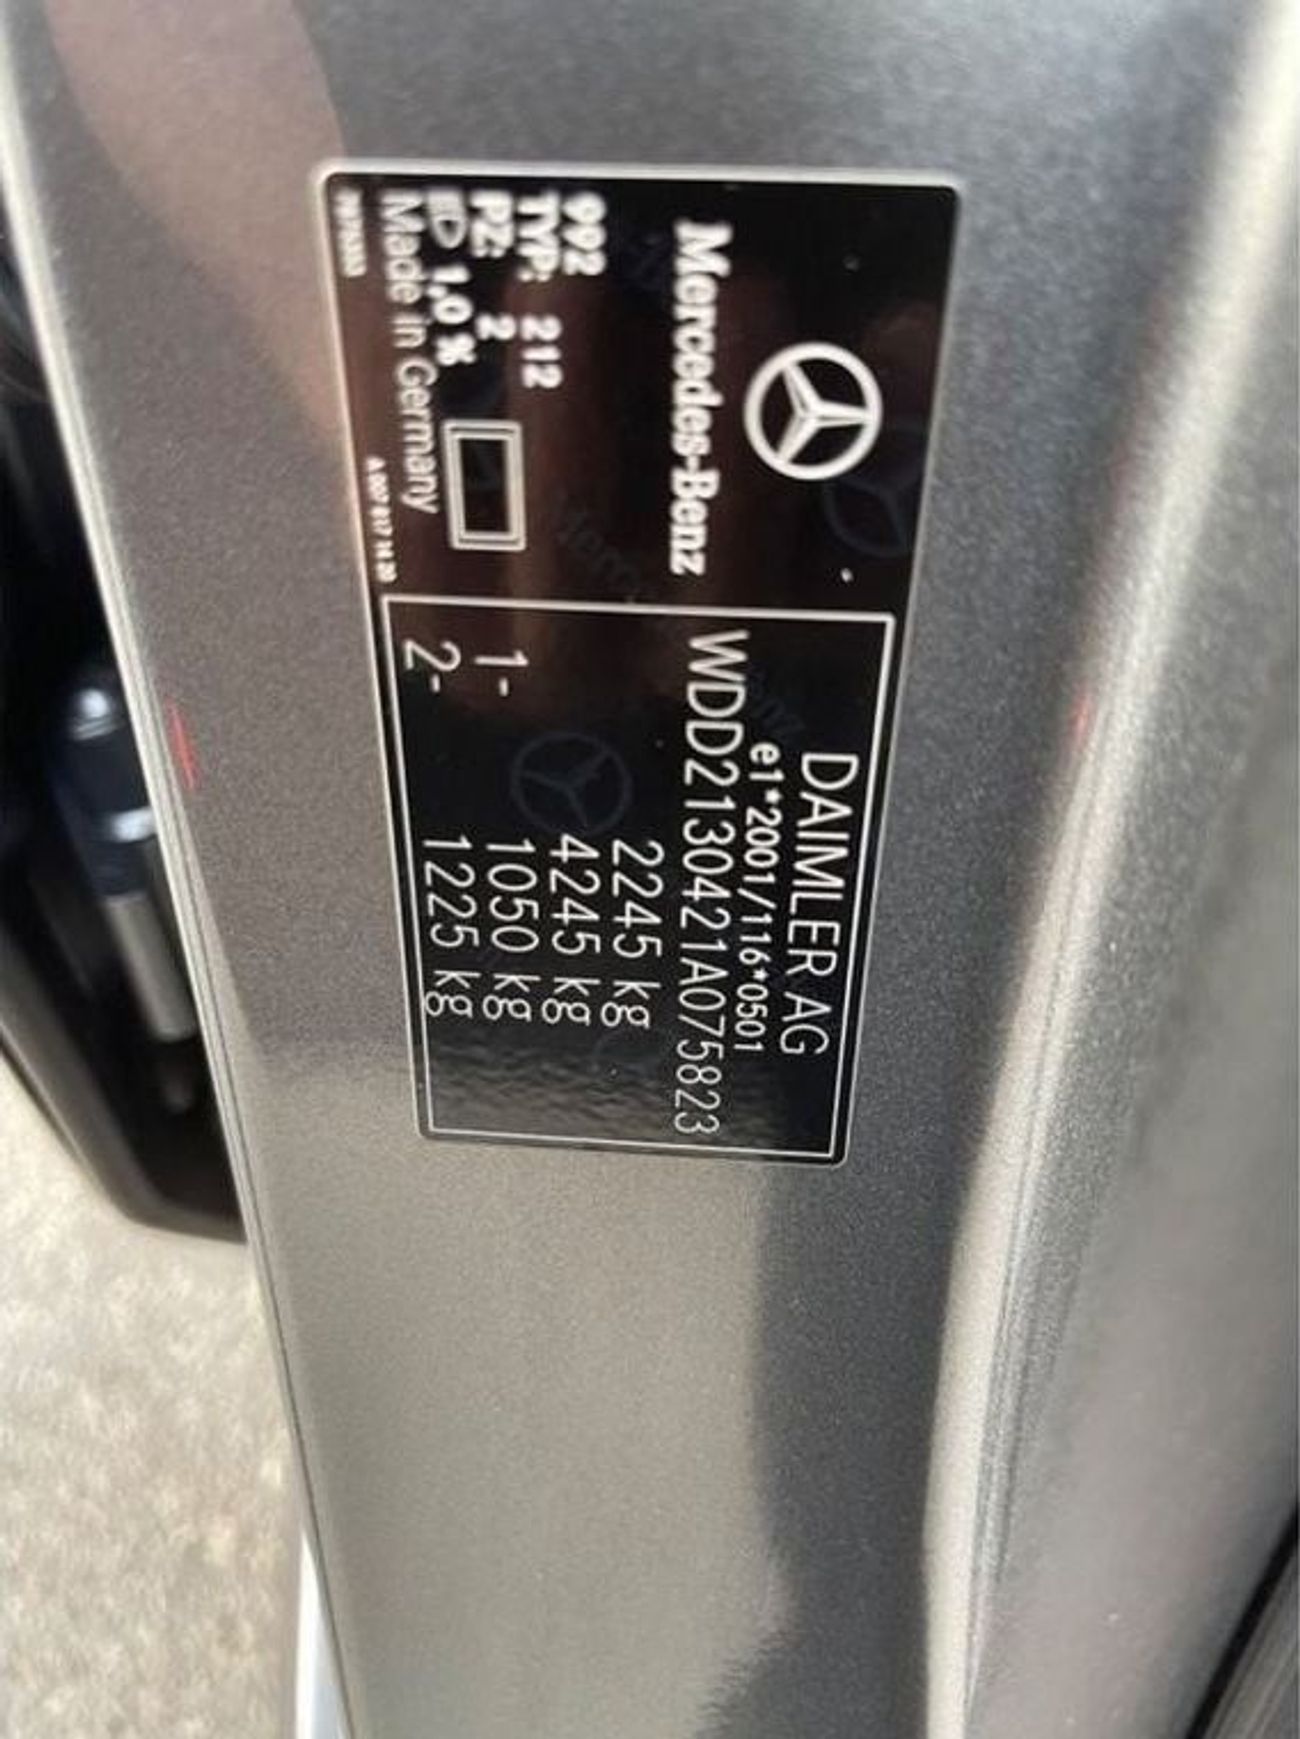 Mercedes-Benz
992
TYP: 212
PZ: 2
1,0 %
Made in Germany
DAIMLER AG
e1*2001/116*0501
WDD2130421A075823
2245 kg
4245 kg
1- 1050 kg
2- 1225 kg